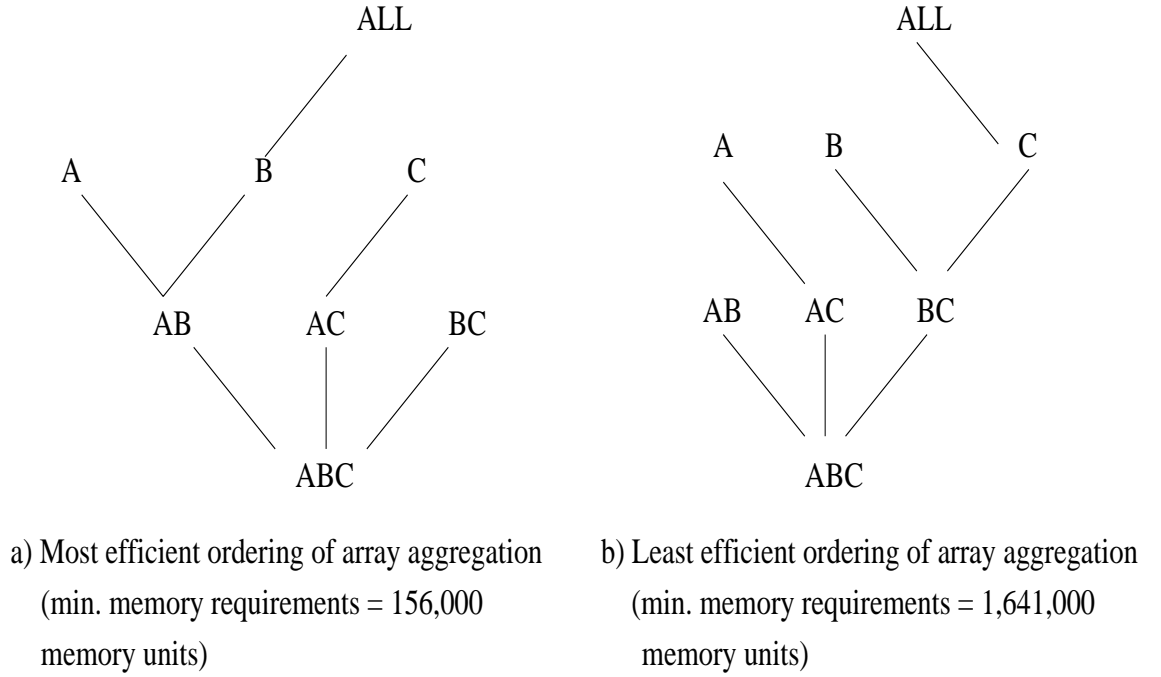 ALL
A B C
AB AC BC
ABC
a) Most efficient ordering of array aggregation
(min. memory requirements = 156,000
memory units)
ALL
A B C
AB AC BC
ABC
b) Least efficient ordering of array aggregation
(min. memory requirements = 1,641,000
memory units)